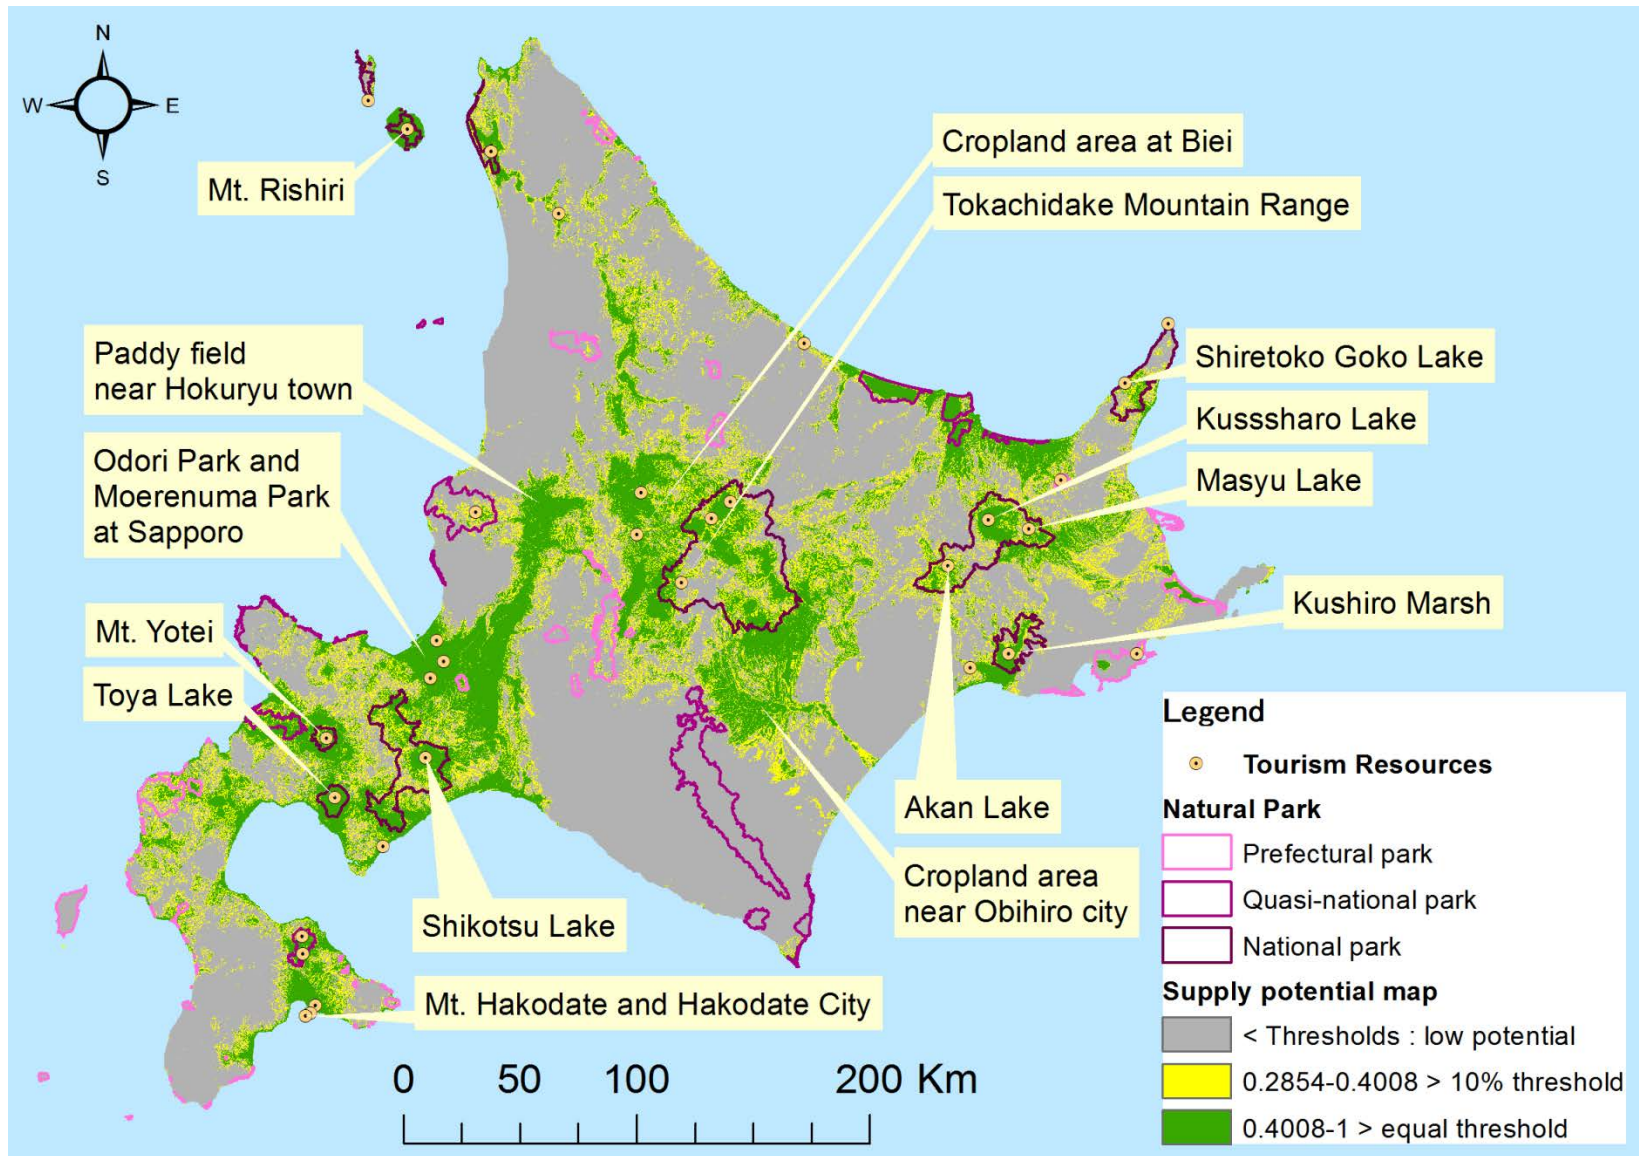 N
W
E
S
Mt. Rishiri
Cropland area at Biei
Tokachidake Mountain Range
Paddy field
near Hokuryu town
Shiretoko Goko Lake
Kusssharo Lake
Odori Park and
Moerenuma Park
at Sapporo
Masyu Lake
Mt. Yotei
Kushiro Marsh
Toya Lake
Akan Lake
Cropland area
near Obihiro city
Shikotsu Lake
Mt. Hakodate and Hakodate City
0 50 100 200 Km
Legend
Tourism Resources
Natural Park
Prefectural park
Quasi-national park
National park
Supply potential map
< Thresholds : low potential
0.2854-0.4008 > 10% threshold
0.4008-1 > equal threshold